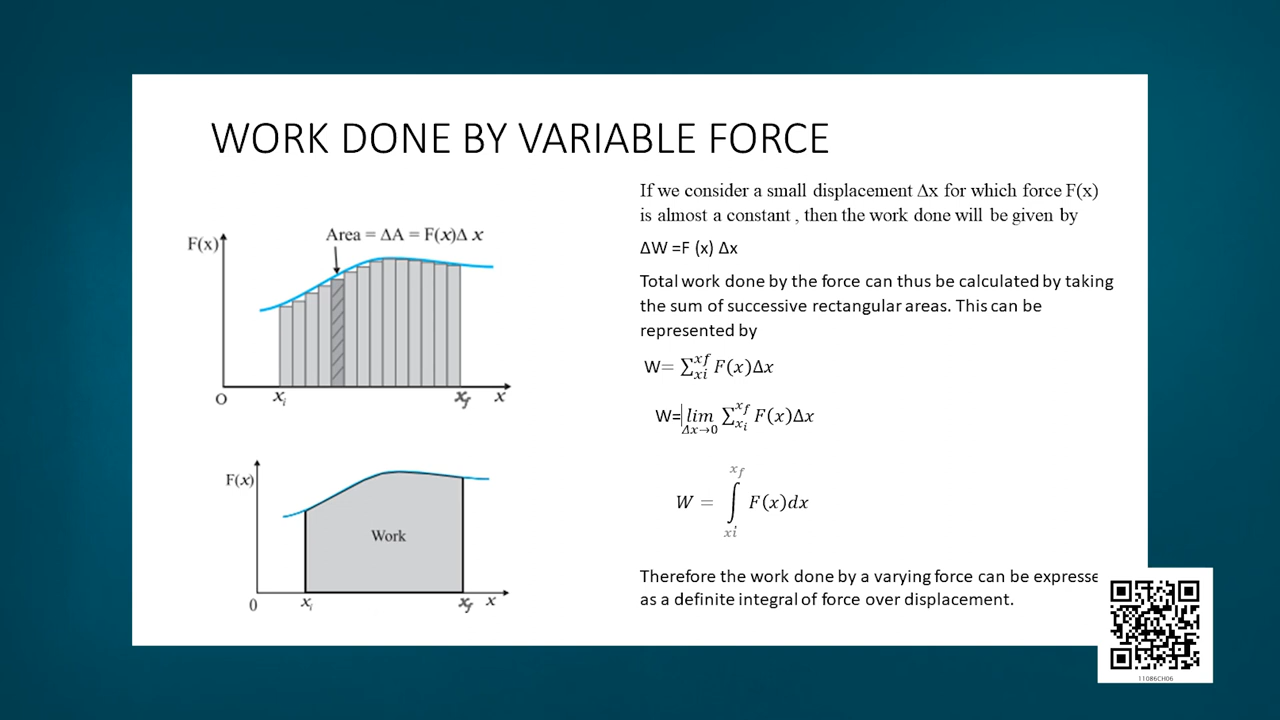 WORK DONE BY VARIABLE FORCE
F(x)
Area = ΔA = F(x)Δ x
O
xᵢ
x_f
x
F(x)
Work
0
xᵢ
x_f
x
If we consider a small displacement Δx for which force F(x)
is almost a constant , then the work done will be given by
ΔW =F (x) Δx
Total work done by the force can thus be calculated by taking
the sum of successive rectangular areas. This can be
represented by
W= ∑_{xi}^{xf} F(x)Δx
W= lim_{Δx→0} ∑_{x_i}^{x_f} F(x)Δx
W = ∫_{xi}^{x_f} F(x)dx
Therefore the work done by a varying force can be expresse
as a definite integral of force over displacement.
11086CH06